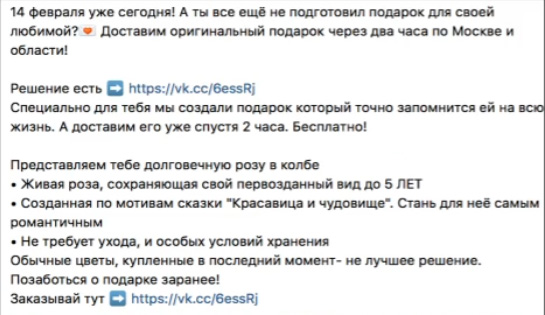 14 февраля уже сегодня! А ты все ещё не подготовил подарок для своей
любимой?💌 Доставим оригинальный подарок через два часа по Москве и
области!
Решение есть ➡ https://vk.cc/6essRj
Специально для тебя мы создали подарок который точно запомнится ей на всю
жизнь. А доставим его уже спустя 2 часа. Бесплатно!
Представляем тебе долговечную розу в колбе
• Живая роза, сохраняющая свой первозданный вид до 5 ЛЕТ
• Созданная по мотивам сказки "Красавица и чудовище". Стань для неё самым
романтичным
• Не требует ухода, и особых условий хранения
Обычные цветы, купленные в последний момент- не лучшее решение.
Позаботься о подарке заранее!
Заказывай тут ➡ https://vk.cc/6essRj